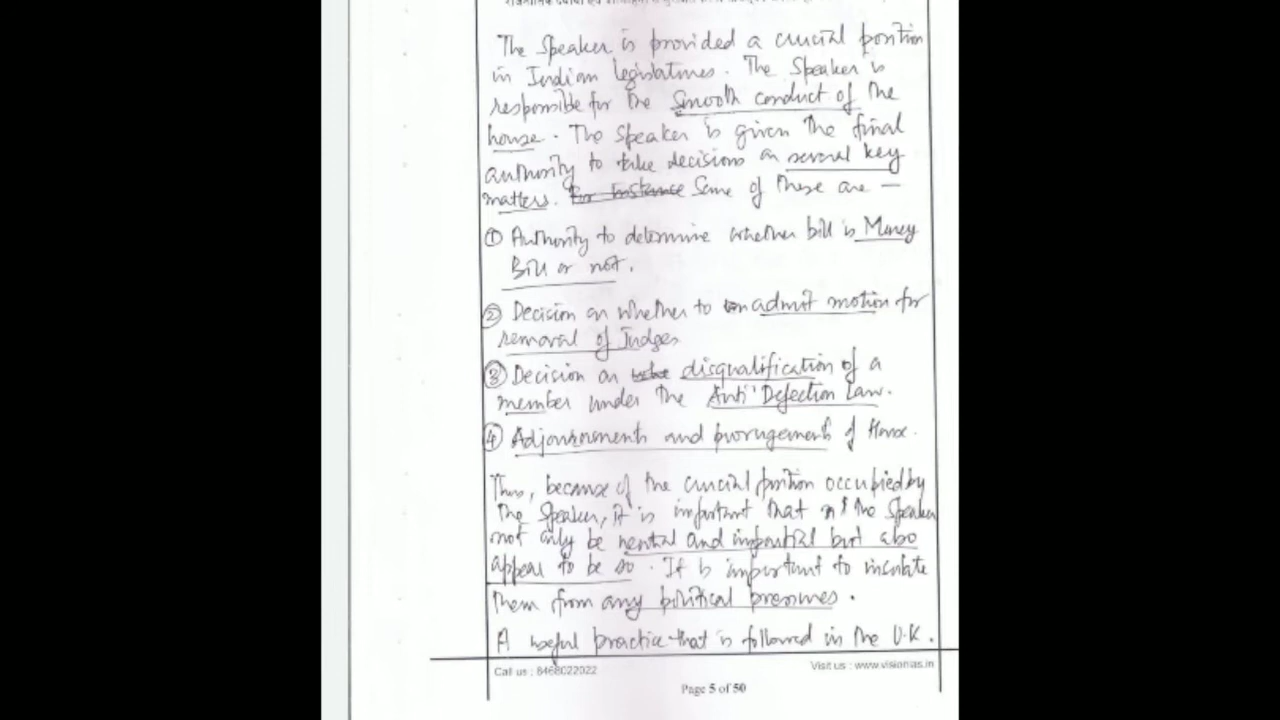 The Speaker is provided a crucial position
in Indian legislatures. The Speaker is
responsible for the smooth conduct of the
house. The Speaker is given the final
authority to take decisions on several key
matters. For Instance Some of these are —
① Authority to determine whether bill is Money
Bill or not.
② Decision on whether to admit motion for
removal of Judges
③ Decision on disqualification of a
member under the Anti Defection Law.
④ Adjournments and prorugement of House.
Thus, because of the crucial position occupied by
the Speaker, it is important that the Speaker
not only be neutral and impartial but also
appear to be so. It is important to insulate
them from any political pressures.
A useful practice that is followed in the U.K.
Call us : 8468022022
Visit us : www.visionias.in
Page 5 of 50